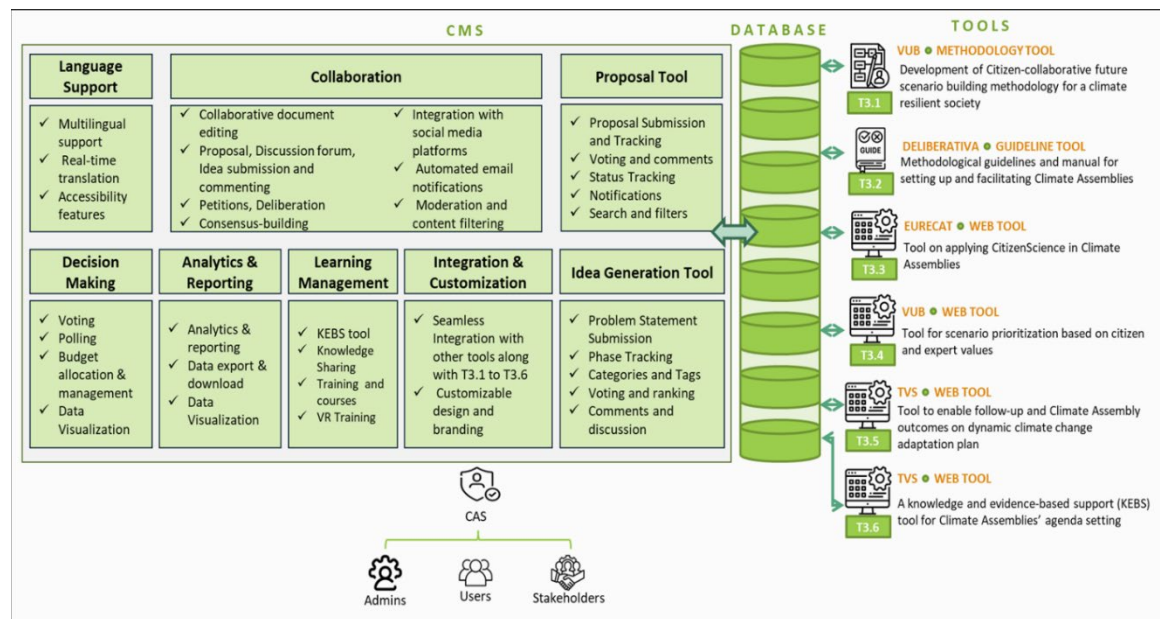 CMS
DATABASE
TOOLS
Language
Support
✓ Multilingual
support
✓ Real-time
translation
✓ Accessibility
features
Collaboration
✓ Collaborative document
editing
✓ Proposal, Discussion forum,
Idea submission and
commenting
✓ Petitions, Deliberation
✓ Consensus-building
✓ Integration with
social media
platforms
✓ Automated email
notifications
✓ Moderation and
content filtering
Proposal Tool
✓ Proposal Submission
and Tracking
✓ Voting and comments
✓ Status Tracking
✓ Notifications
✓ Search and filters
Decision
Making
✓ Voting
✓ Polling
✓ Budget
allocation &
management
✓ Data
Visualization
Analytics &
Reporting
✓ Analytics &
reporting
✓ Data export &
download
✓ Data
Visualization
Learning
Management
✓ KEBS tool
✓ Knowledge
Sharing
✓ Training and
courses
✓ VR Training
Integration &
Customization
✓ Seamless
Integration with
other tools along
with T3.1 to T3.6
✓ Customizable
design and
branding
Idea Generation Tool
✓ Problem Statement
Submission
✓ Phase Tracking
✓ Categories and Tags
✓ Voting and ranking
✓ Comments and
discussion
VUB • METHODOLOGY TOOL
Development of Citizen-collaborative future
scenario building methodology for a climate
resilient society
T3.1
DELIBERATIVA • GUIDELINE TOOL
GUIDE
Methodological guidelines and manual for
setting up and facilitating Climate Assemblies
T3.2
EURECAT • WEB TOOL
Tool on applying CitizenScience in Climate
Assemblies
T3.3
VUB • WEB TOOL
Tool for scenario prioritization based on citizen
and expert values
T3.4
TVS • WEB TOOL
Tool to enable follow-up and Climate Assembly
outcomes on dynamic climate change
adaptation plan
T3.5
TVS • WEB TOOL
A knowledge and evidence-based support (KEBS)
tool for Climate Assemblies' agenda setting
T3.6
CAS
Admins
Users
Stakeholders